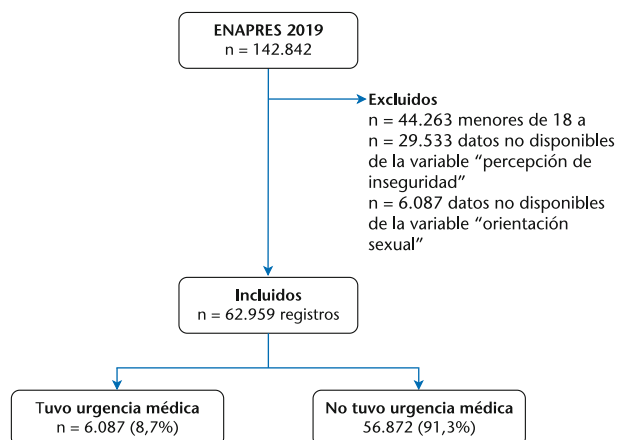 ENAPRES 2019
n = 142.842
Excluidos
n = 44.263 menores de 18 a
n = 29.533 datos no disponibles
de la variable “percepción de
inseguridad”
n = 6.087 datos no disponibles
de la variable “orientación
sexual”
Incluidos
n = 62.959 registros
Tuvo urgencia médica
n = 6.087 (8,7%)
No tuvo urgencia médica
56.872 (91,3%)